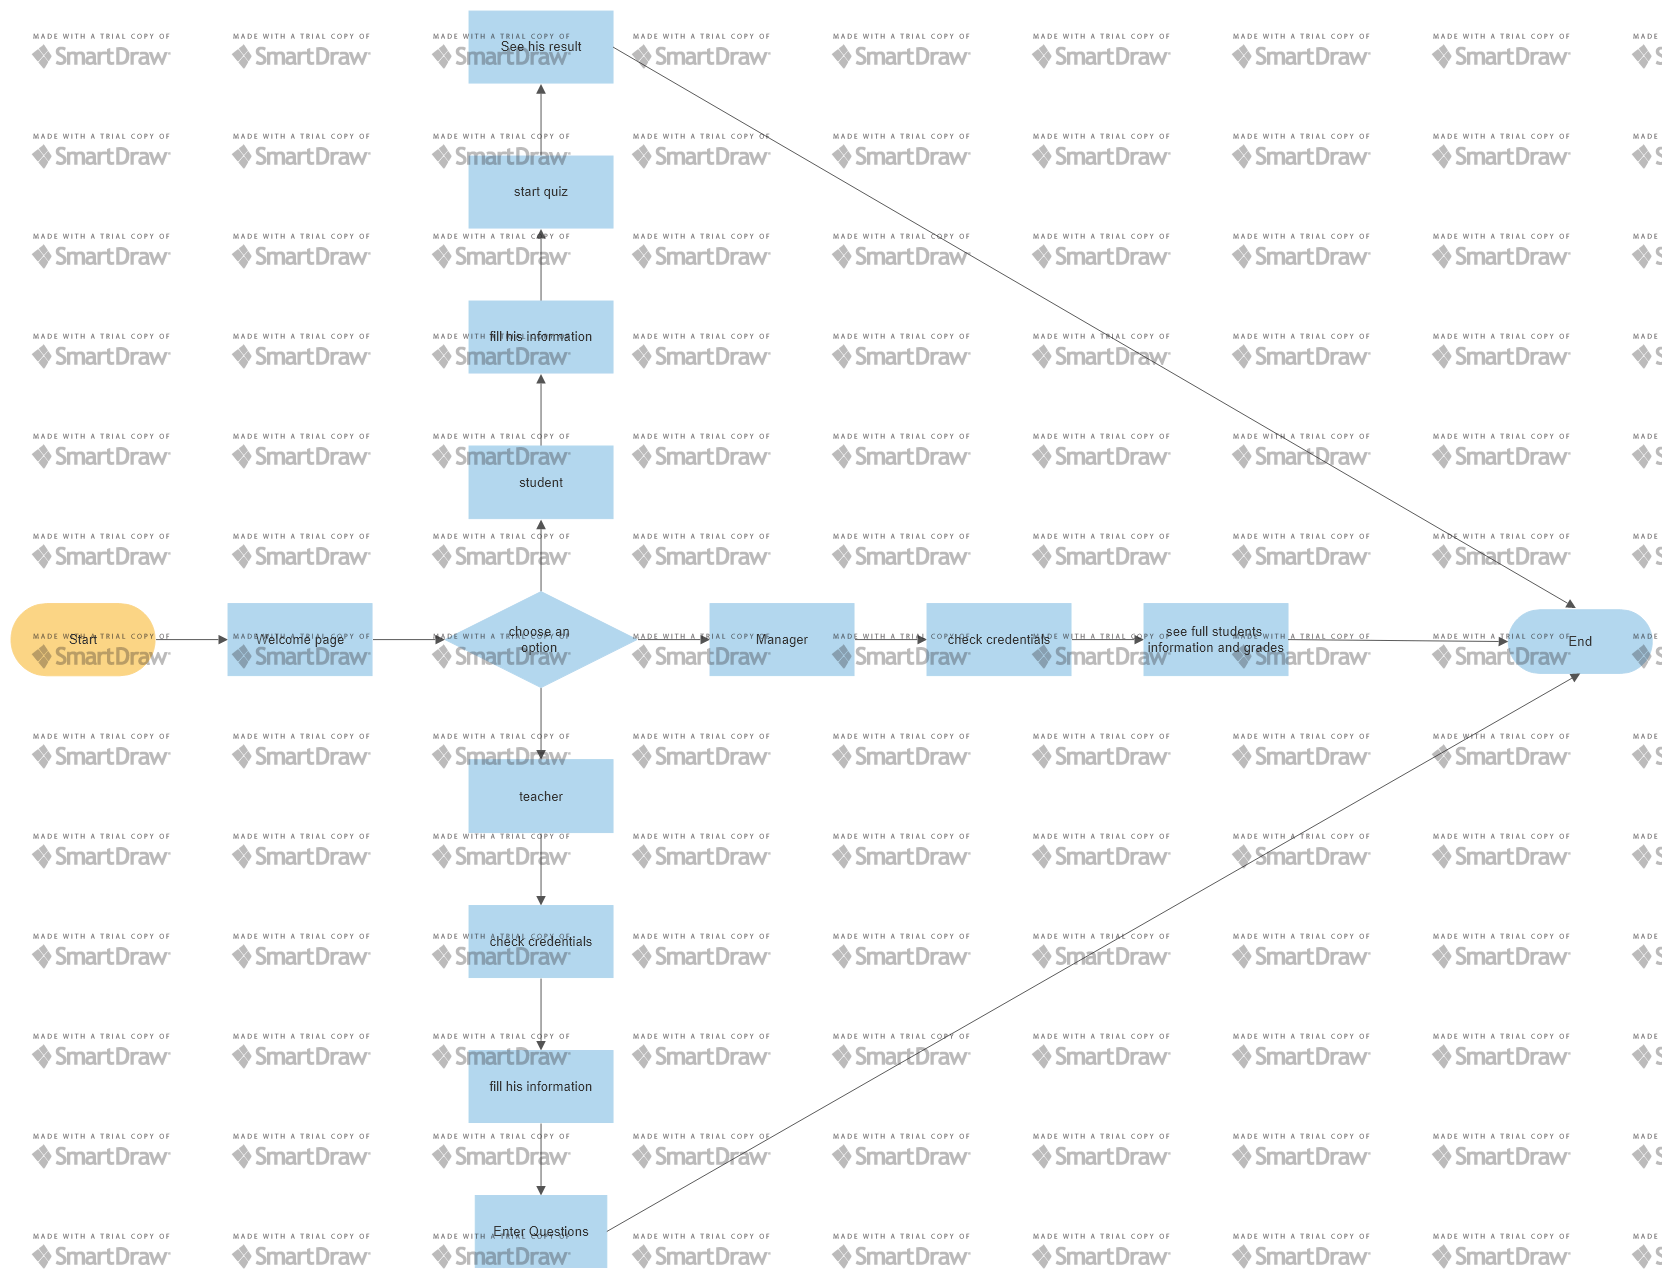 See his result
start quiz
fill his information
student
Start
Welcome page
choose an
option
Manager
check credentials
see full students
information and grades
End
teacher
check credentials
fill his information
Enter Questions
MADE WITH A TRIAL COPY OF
SmartDraw